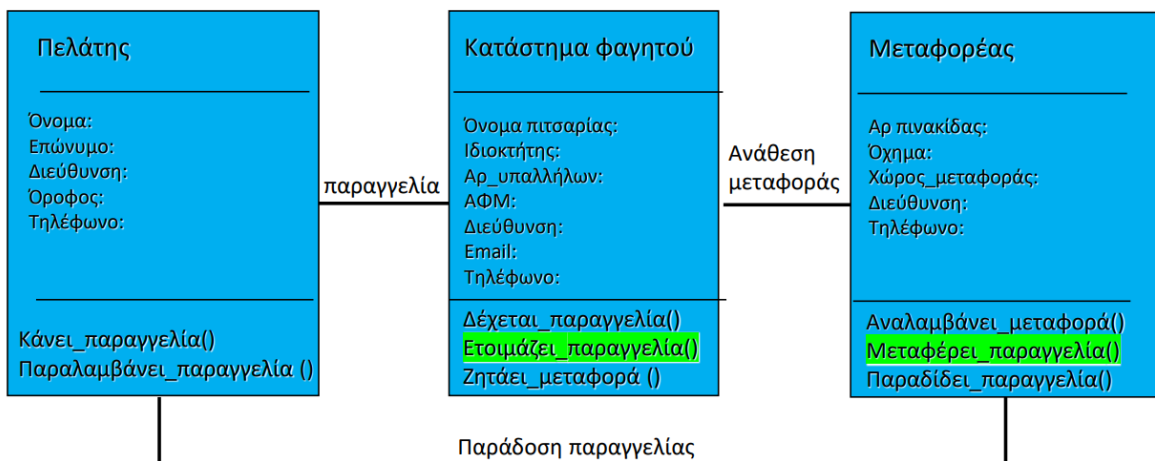 Πελάτης
Όνομα:
Επώνυμο:
Διεύθυνση:
Όροφος:
Τηλέφωνο:
Κάνει_παραγγελία()
Παραλαμβάνει_παραγγελία ()
παραγγελία
Κατάστημα φαγητού
Όνομα πιτσαρίας:
Ιδιοκτήτης:
Αρ_υπαλλήλων:
ΑΦΜ:
Διεύθυνση:
Email:
Τηλέφωνο:
Δέχεται_παραγγελία()
Ετοιμάζει_παραγγελία()
Ζητάει_μεταφορά ()
Ανάθεση
μεταφοράς
Μεταφορέας
Αρ πινακίδας:
Όχημα:
Χώρος_μεταφοράς:
Διεύθυνση:
Τηλέφωνο:
Αναλαμβάνει_μεταφορά()
Μεταφέρει_παραγγελία()
Παραδίδει_παραγγελία()
Παράδοση παραγγελίας